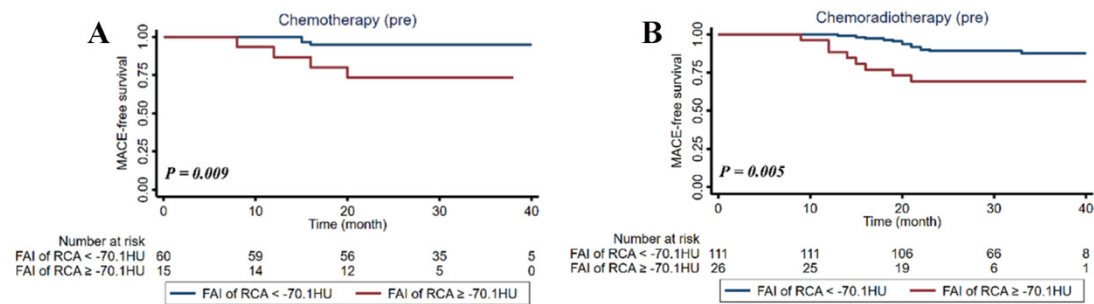 A
Chemotherapy (pre)
MACE-free survival
1.00
0.75
0.50
0.25
0.00
P = 0.009
0 10 20 30 40
Time (month)
Number at risk
FAI of RCA < -70.1HU 60 59 56 35 5
FAI of RCA ≥ -70.1HU 15 14 12 5 0
FAI of RCA < -70.1HU FAI of RCA ≥ -70.1HU
B
Chemoradiotherapy (pre)
MACE-free survival
1.00
0.75
0.50
0.25
0.00
P = 0.005
0 10 20 30 40
Time (month)
Number at risk
FAI of RCA < -70.1HU 111 111 106 66 8
FAI of RCA ≥ -70.1HU 26 25 19 6 1
FAI of RCA < -70.1HU FAI of RCA ≥ -70.1HU